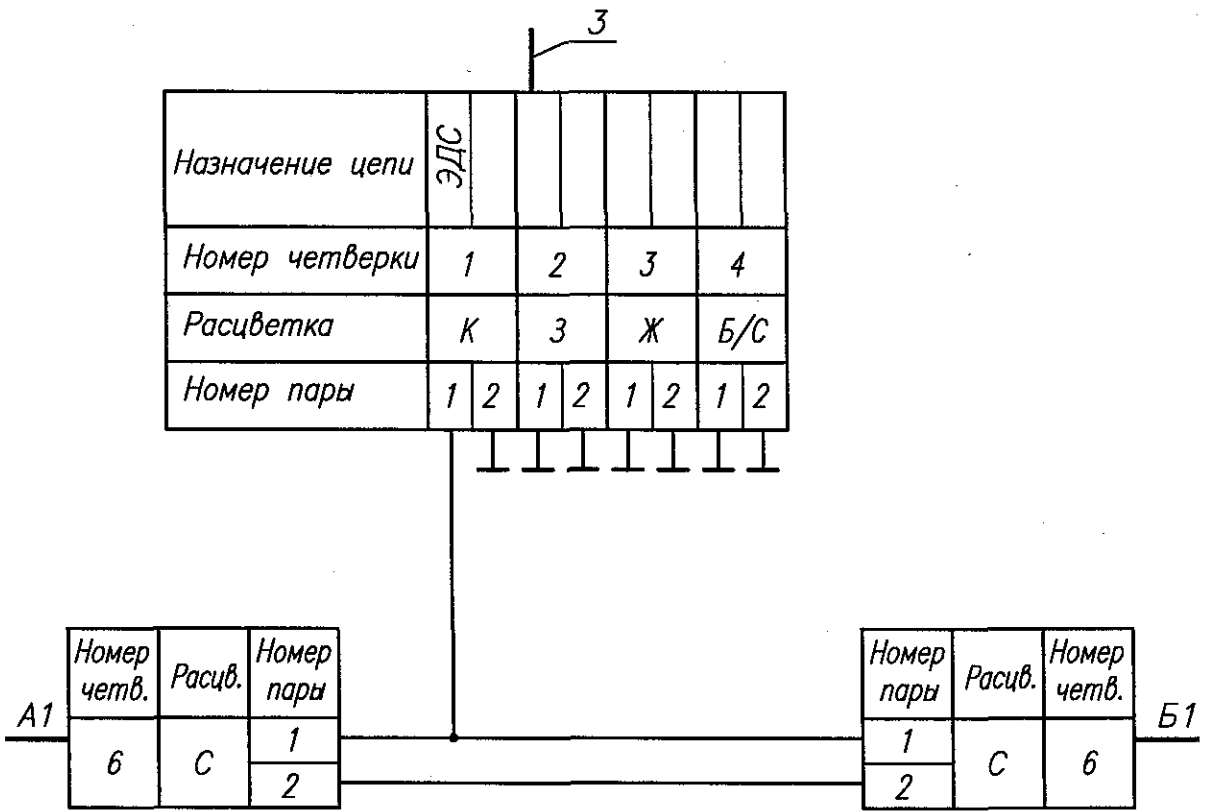 3
Назначение цепи
ЭДС
Номер четверки 1 2 3 4
Расцветка К З Ж Б/С
Номер пары 1 2 1 2 1 2 1 2
А1
Номер четв. Расцв. Номер пары
6 С 1
2
Номер пары Расцв. Номер четв.
1 С 6
2
Б1